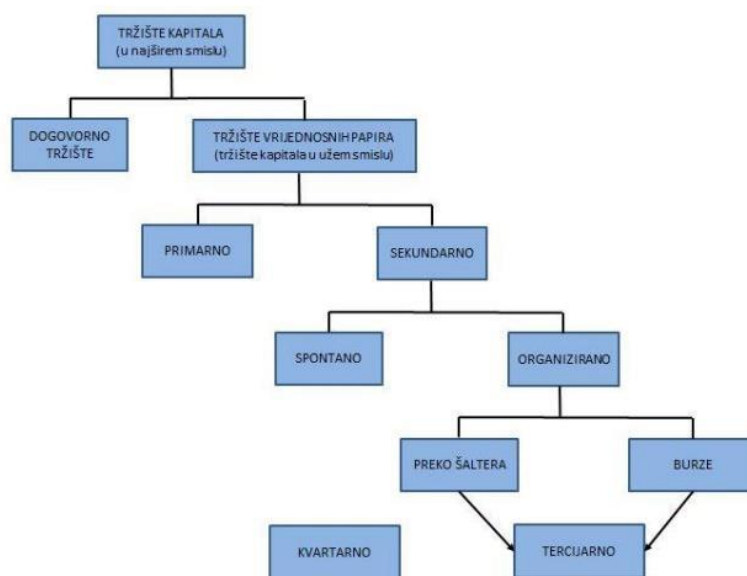 TRŽIŠTE KAPITALA
(u najširem smislu)
DOGOVORNO
TRŽIŠTE
TRŽIŠTE VRIJEDNOSNIH PAPIRA
(tržište kapitala u užem smislu)
PRIMARNO
SEKUNDARNO
SPONTANO
ORGANIZIRANO
PREKO ŠALTERA
BURZE
KVARTARNO
TERCIJARNO